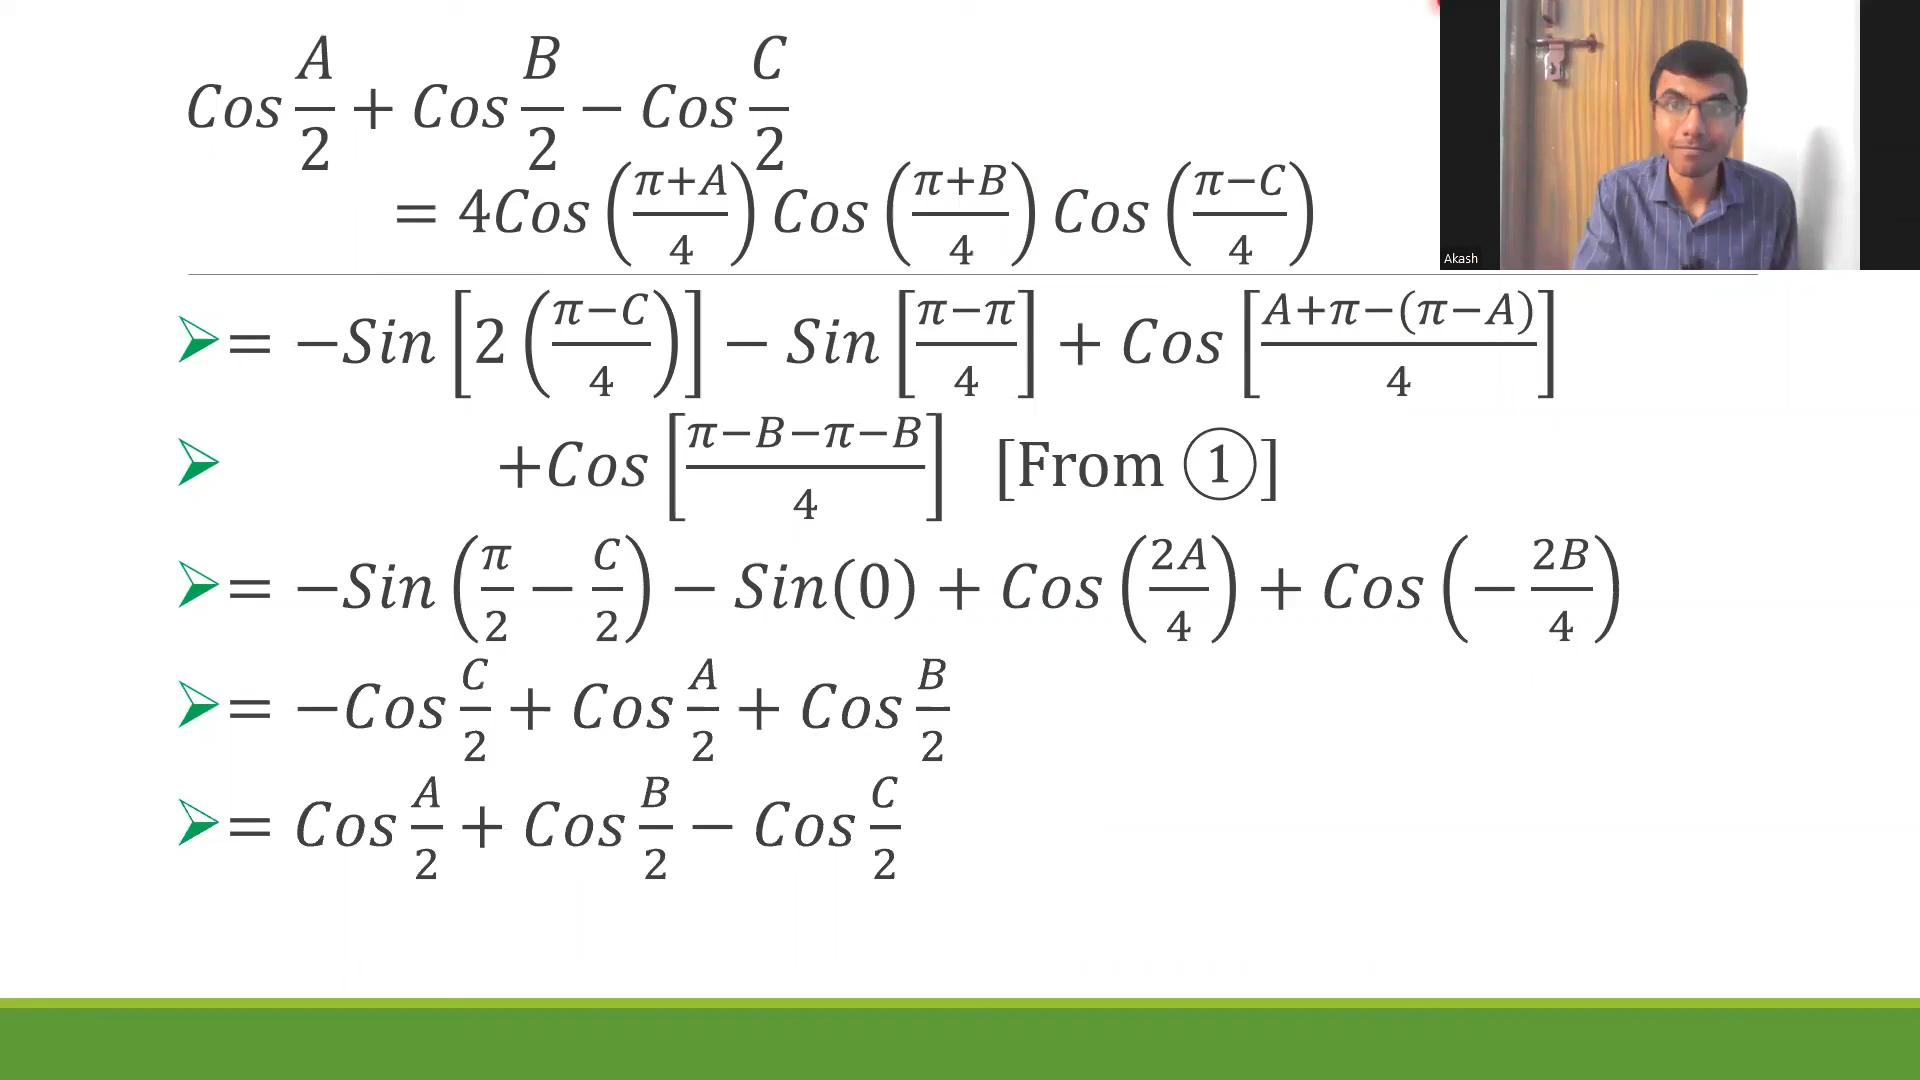 Cos A/2 + Cos B/2 − Cos C/2
= 4Cos((π+A)/4) Cos((π+B)/4) Cos((π−C)/4)
Akash
➢ = −Sin[2((π−C)/4)] − Sin[(π−π)/4] + Cos[(A+π−(π−A))/4]
➢ +Cos[(π−B−π−B)/4] [From ①]
➢ = −Sin(π/2 − C/2) − Sin(0) + Cos(2A/4) + Cos(−2B/4)
➢ = −Cos C/2 + Cos A/2 + Cos B/2
➢ = Cos A/2 + Cos B/2 − Cos C/2